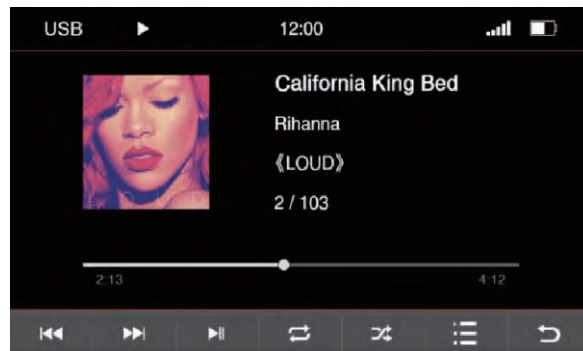 USB 12:00
California King Bed
Rihanna
《LOUD》
2 / 103
2:13 4:12